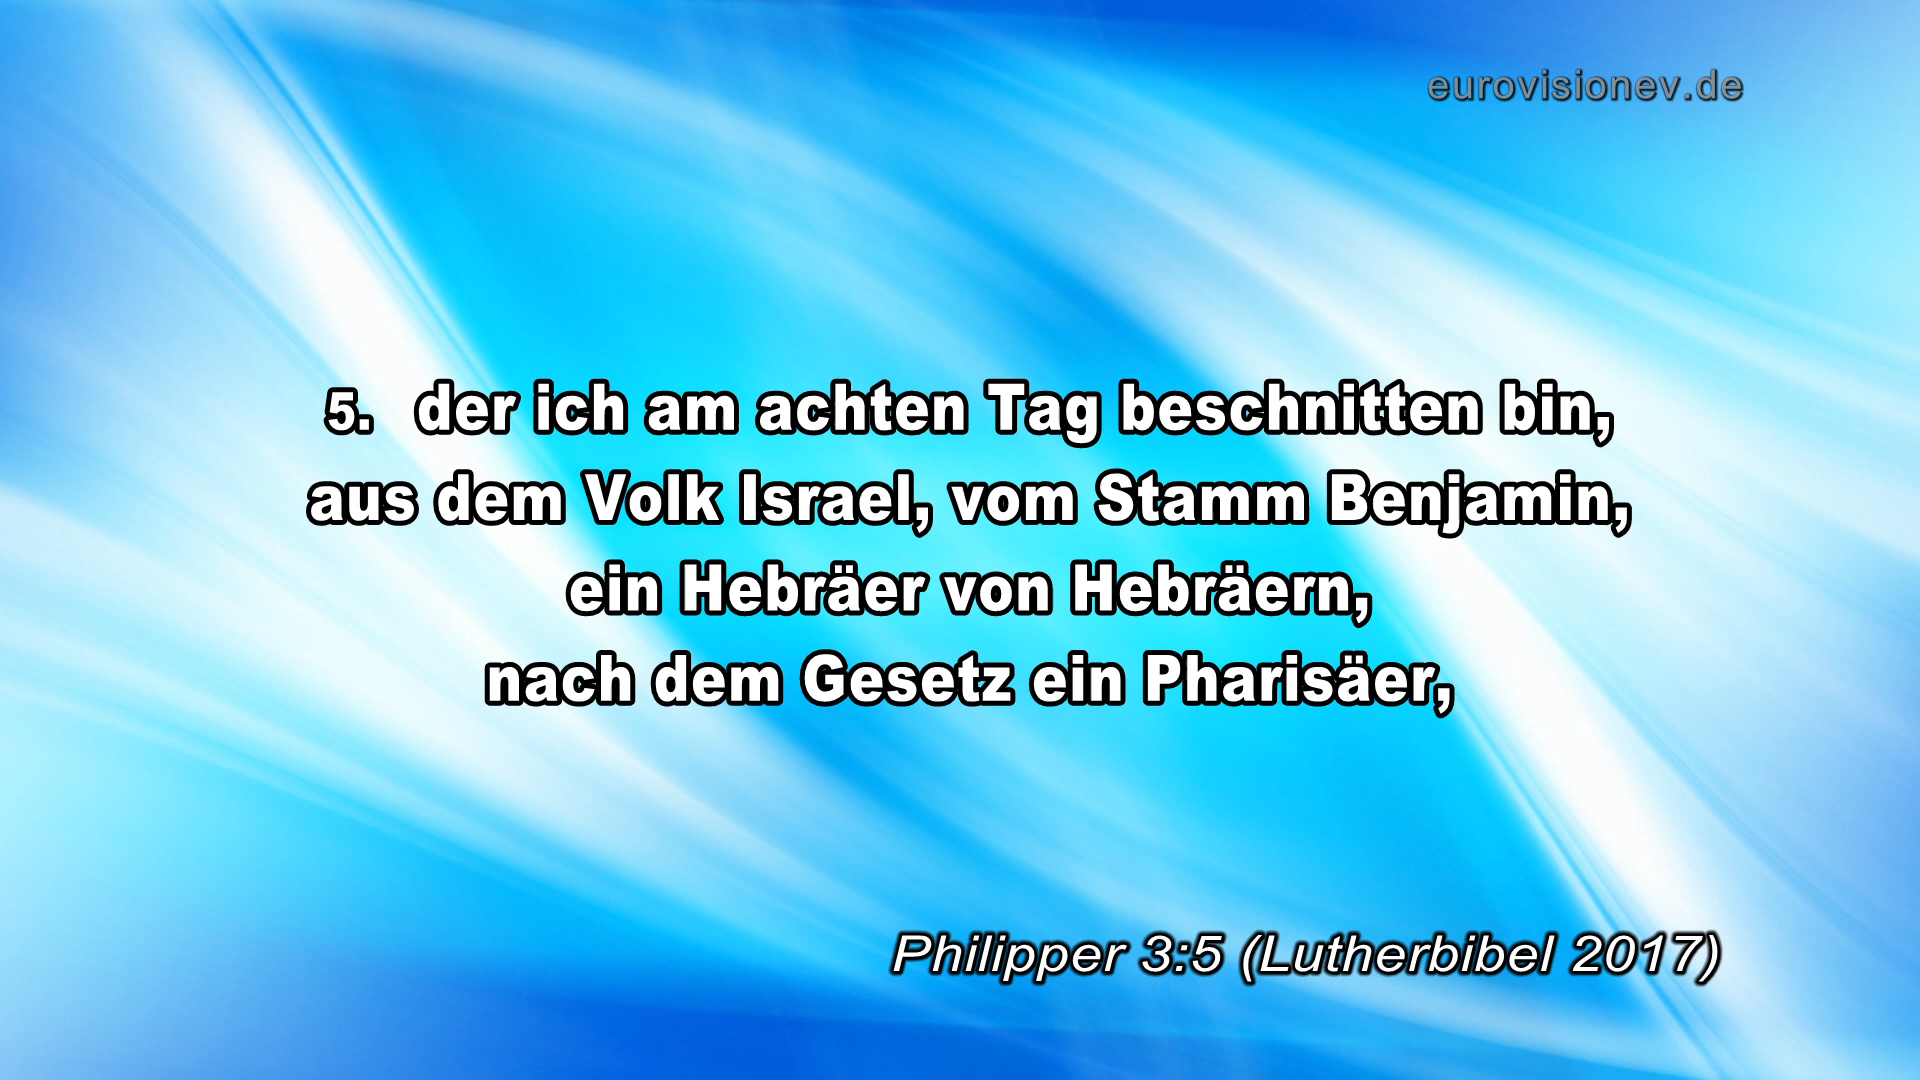 eurovisionev.de
5. der ich am achten Tag beschnitten bin,
aus dem Volk Israel, vom Stamm Benjamin,
ein Hebräer von Hebräern,
nach dem Gesetz ein Pharisäer,
Philipper 3:5 (Lutherbibel 2017)